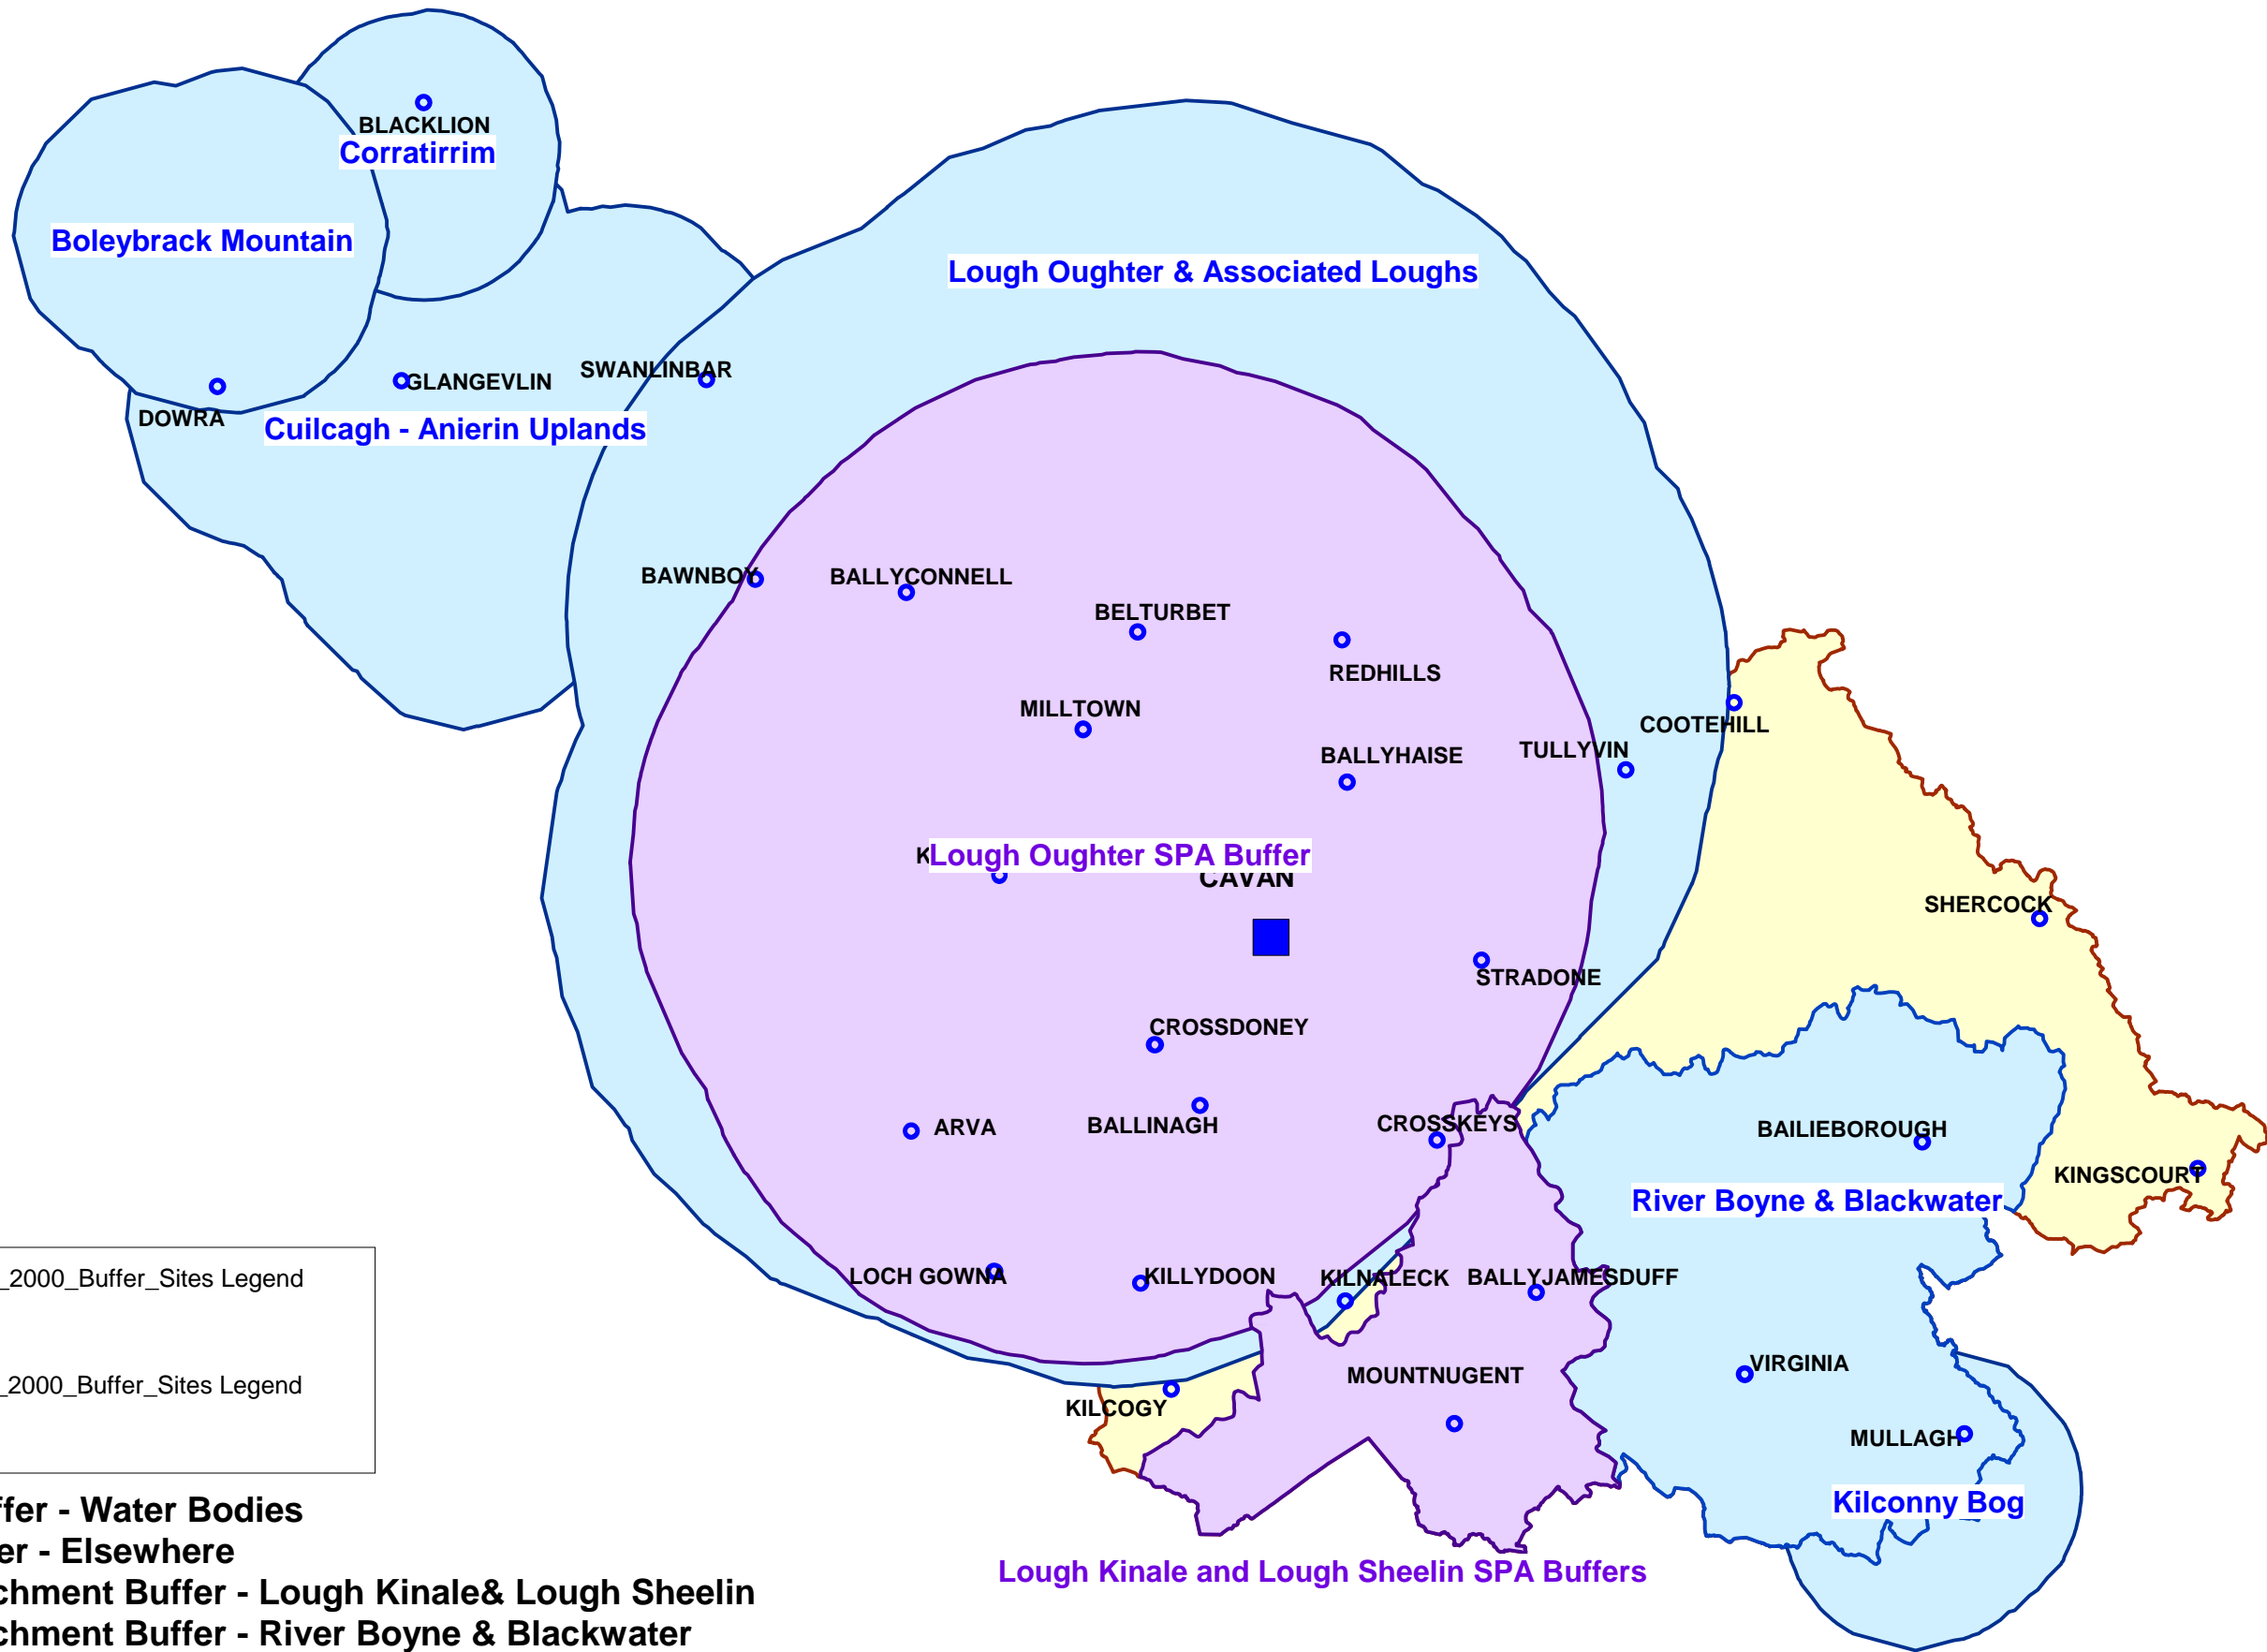 BLACKLION
Corratirrim
Boleybrack Mountain
Lough Oughter & Associated Loughs
SWANLINBAR
GLANGEVLIN
DOWRA
Cuilcagh - Anierin Uplands
BAWNBOY
BALLYCONNELL
BELTURBET
REDHILLS
MILLTOWN
COOTEHILL
TULLYVIN
BALLYHAISE
Lough Oughter SPA Buffer
CAVAN
SHERCOCK
STRADONE
CROSSDONEY
ARVA
BALLINAGH
CROSSKEYS
BAILIEBOROUGH
KINGSCOURT
River Boyne & Blackwater
LOCH GOWNA
KILLYDOON
KILNALECK
BALLYJAMESDUFF
_2000_Buffer_Sites Legend
VIRGINIA
MOUNTNUGENT
_2000_Buffer_Sites Legend
KILCOGY
MULLAGH
Kilconny Bog
ffer - Water Bodies
er - Elsewhere
Lough Kinale and Lough Sheelin SPA Buffers
chment Buffer - Lough Kinale& Lough Sheelin
chment Buffer - River Boyne & Blackwater